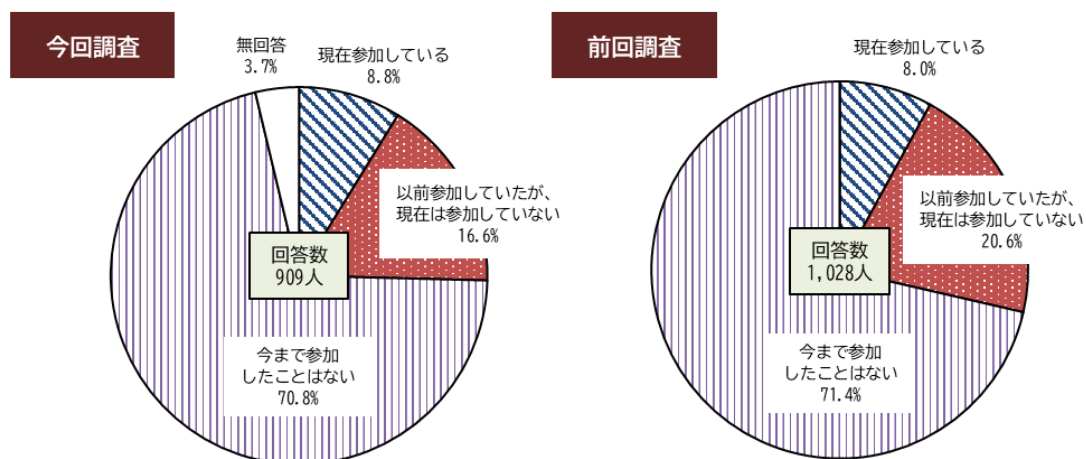 今回調査
無回答
3.7%
現在参加している
8.8%
以前参加していたが、
現在は参加していない
16.6%
回答数
909人
今まで参加
したことはない
70.8%
前回調査
現在参加している
8.0%
以前参加していたが、
現在は参加していない
20.6%
回答数
1,028人
今まで参加
したことはない
71.4%